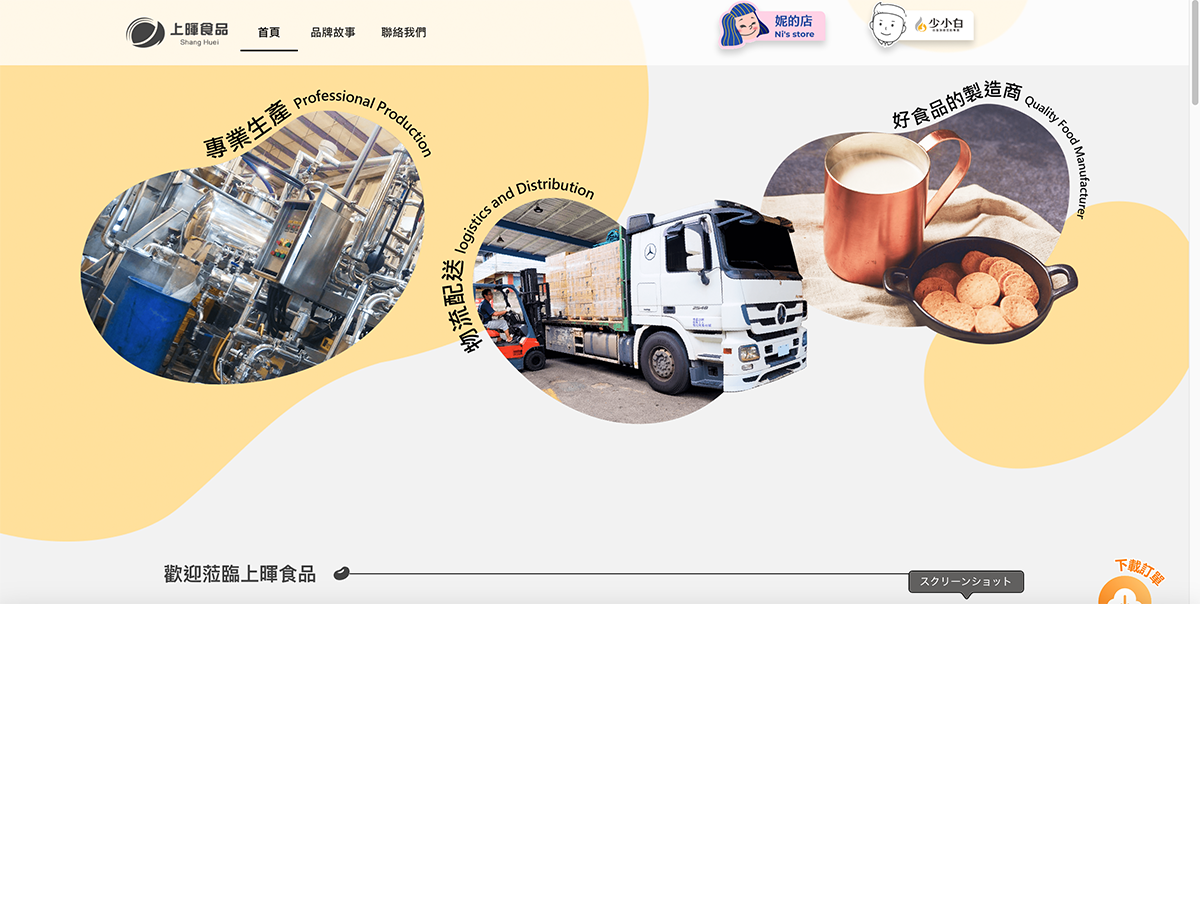 上暉食品
Shang Huei
首頁
品牌故事
聯絡我們
妮的店
Ni's store
少小白
專業生產 Professional Production
物流配送 logistics and Distribution
好食品的製造商 Quality Food Manufacturer
歡迎蒞臨上暉食品
スクリーンショット
下載訂單